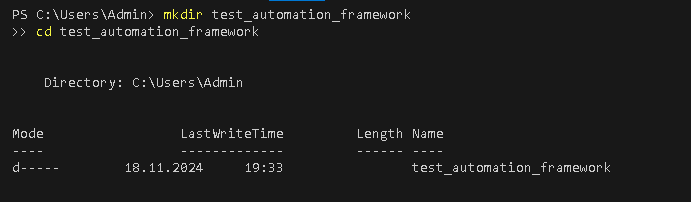 PS C:\Users\Admin> mkdir test_automation_framework
>> cd test_automation_framework
Directory: C:\Users\Admin
Mode LastWriteTime Length Name
---- ------------- ------ ----
d----- 18.11.2024 19:33 test_automation_framework